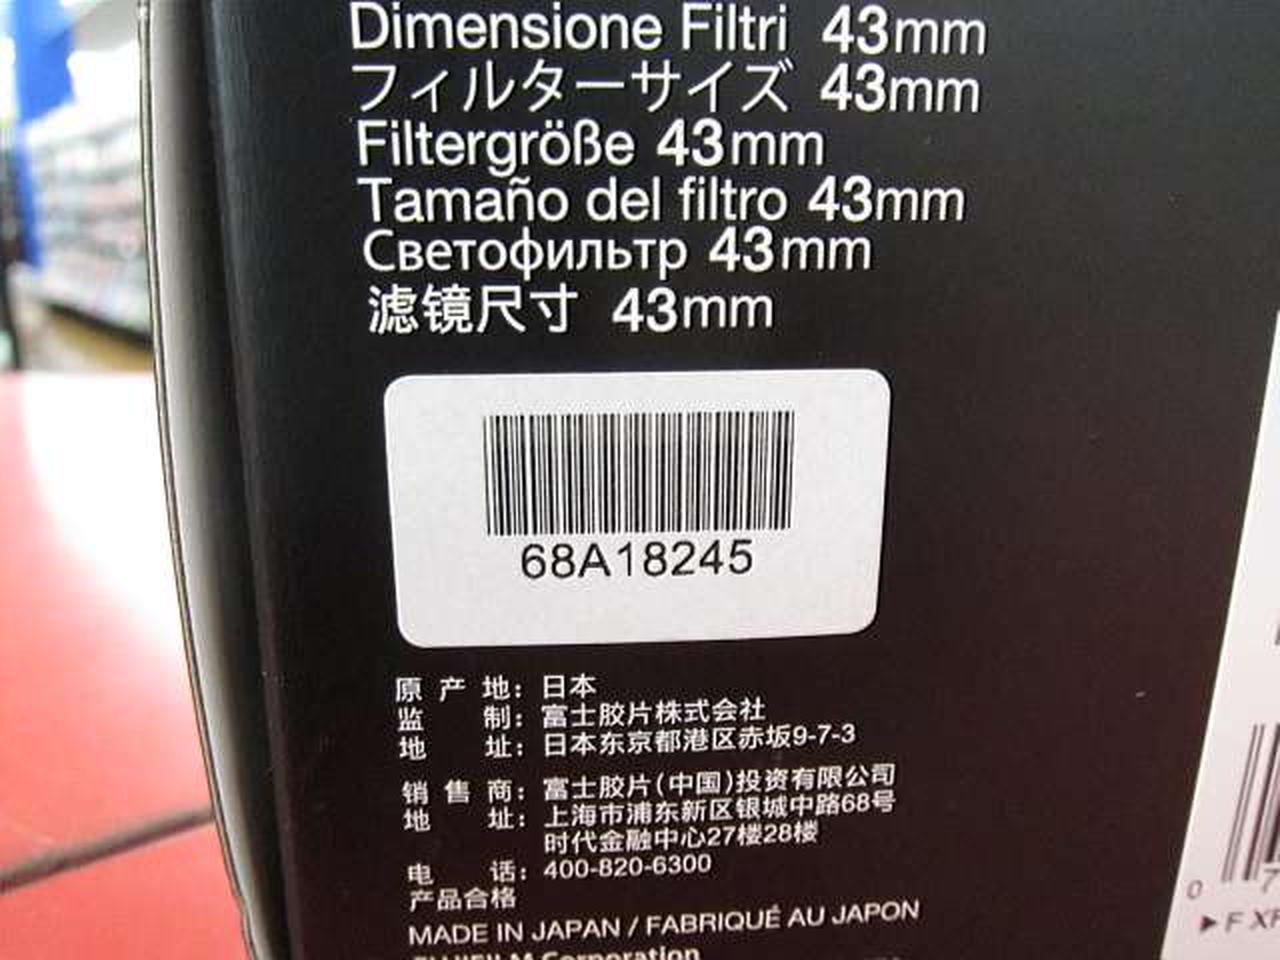 Dimensione Filtri 43mm
フィルターサイズ 43mm
Filtergröße 43mm
Tamaño del filtro 43mm
Светофильтр 43mm
滤镜尺寸 43mm
68A18245
原产地：日本
监制：富士胶片株式会社
地址：日本东京都港区赤坂9-7-3
销售商：富士胶片(中国)投资有限公司
地址：上海市浦东新区银城中路68号
时代金融中心27楼28楼
电话：400-820-6300
产品合格
MADE IN JAPAN / FABRIQUÉ AU JAPON
FUJIFILM Corporation
0 7
▶F XF